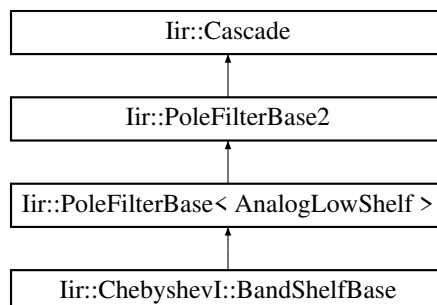 Iir::Cascade
Iir::PoleFilterBase2
Iir::PoleFilterBase< AnalogLowShelf >
Iir::ChebyshevI::BandShelfBase